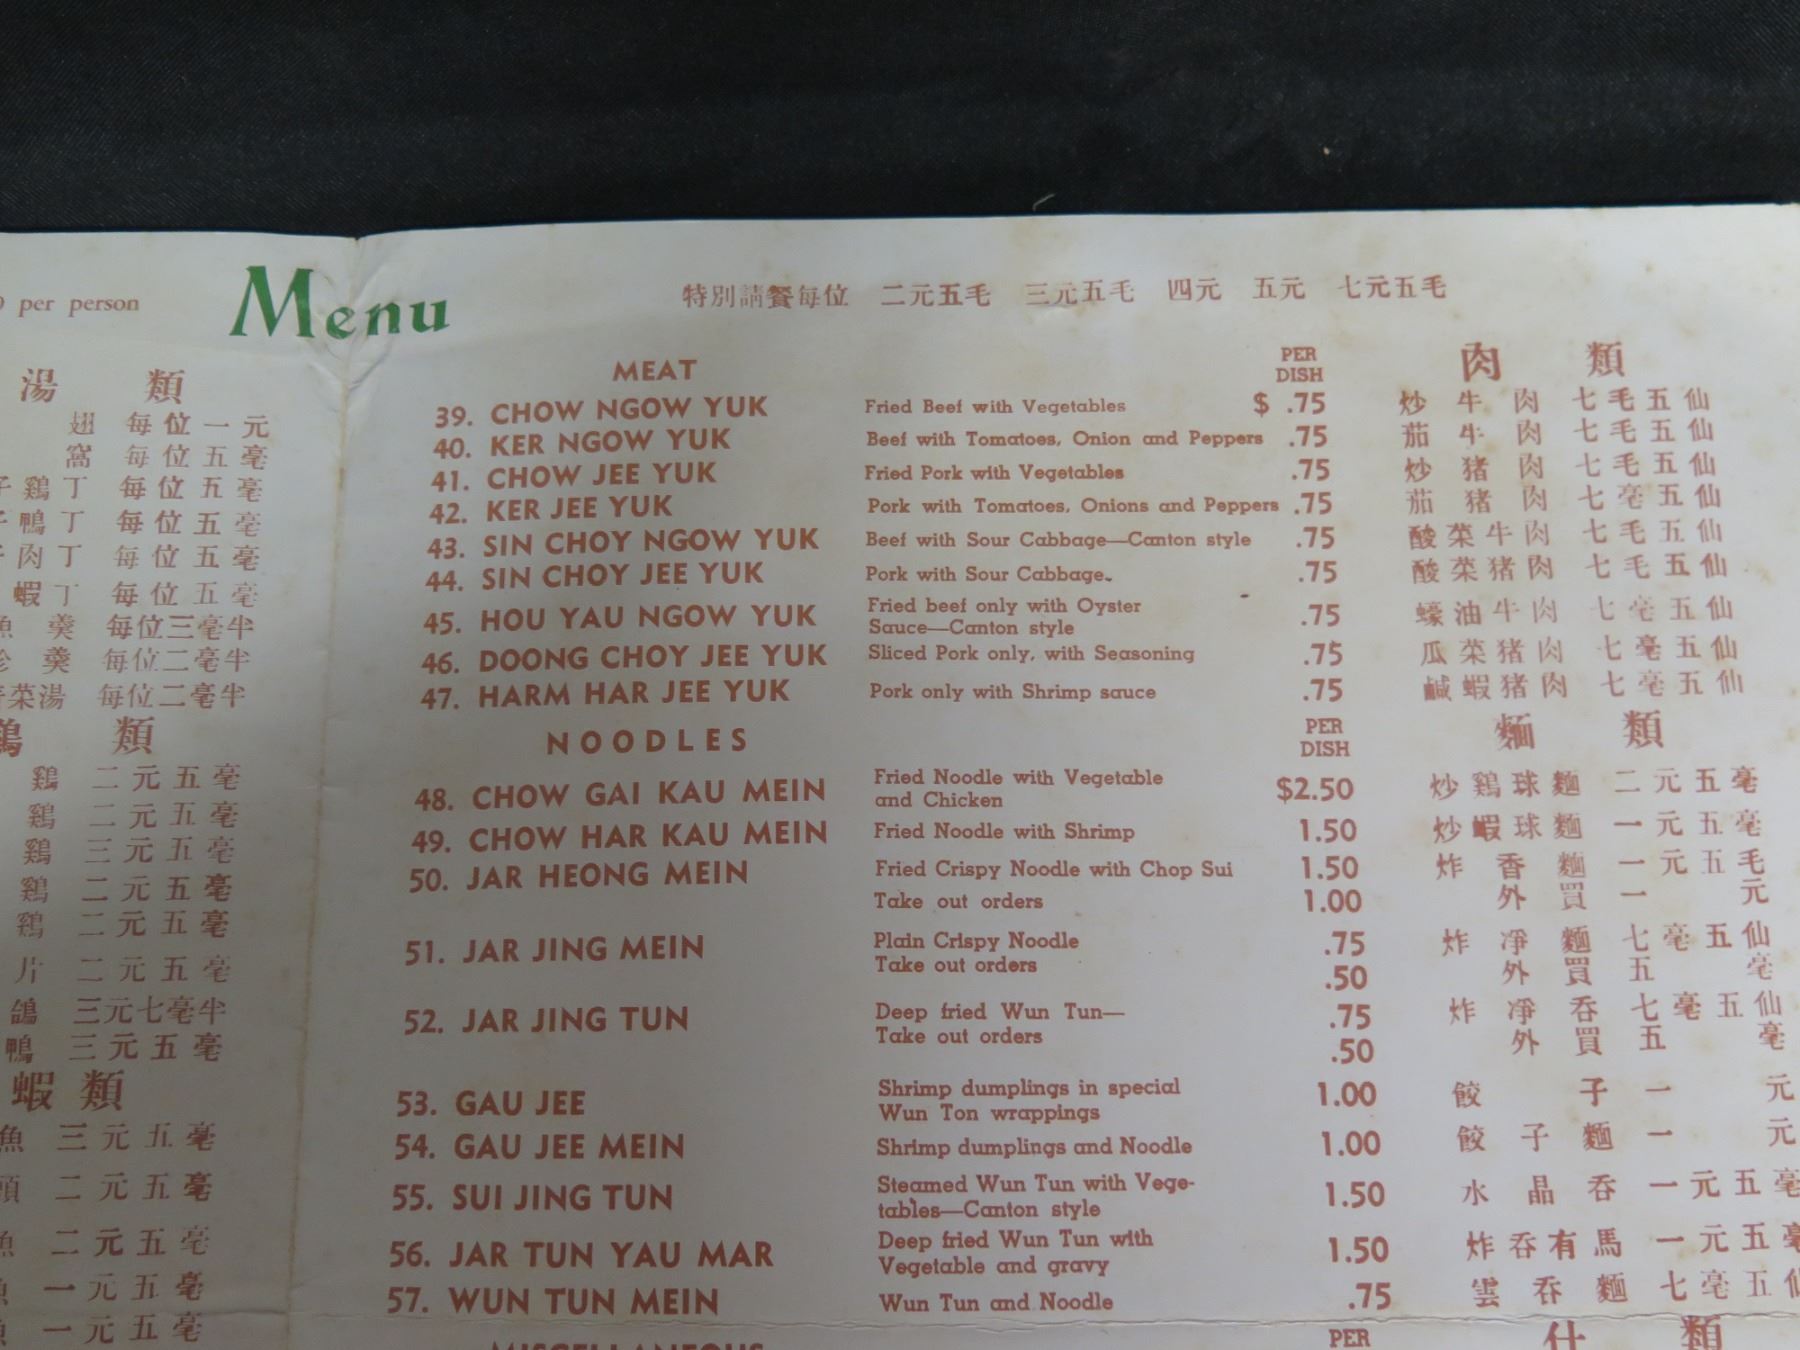 per person
Menu
特別請餐每位 二元五毛 三元五毛 四元 五元 七元五毛
湯 類
翅 每位一元
窩 每位五毫
鷄丁 每位五毫
鴨丁 每位五毫
肉丁 每位五毫
蝦丁 每位五毫
羹 每位三毫半
羹 每位二毫半
菜湯 每位二毫半
鷄 類
鷄 二元五毫
鷄 二元五毫
鷄 三元五毫
鷄 二元五毫
鷄 二元五毫
片 二元五毫
鴿 三元七毫半
鴨 三元五毫
蝦類
魚 三元五毫
二元五毫
二元五毫
一元五毫
一元五毫
MEAT PER DISH 肉 類
39. CHOW NGOW YUK Fried Beef with Vegetables $ .75 炒牛肉 七毛五仙
40. KER NGOW YUK Beef with Tomatoes, Onion and Peppers .75 茄牛肉 七毛五仙
41. CHOW JEE YUK Fried Pork with Vegetables .75 炒猪肉 七毛五仙
42. KER JEE YUK Pork with Tomatoes, Onions and Peppers .75 茄猪肉 七毫五仙
43. SIN CHOY NGOW YUK Beef with Sour Cabbage—Canton style .75 酸菜牛肉 七毛五仙
44. SIN CHOY JEE YUK Pork with Sour Cabbage .75 酸菜猪肉 七毛五仙
45. HOU YAU NGOW YUK Fried beef only with Oyster
Sauce—Canton style .75 蠔油牛肉 七毫五仙
46. DOONG CHOY JEE YUK Sliced Pork only, with Seasoning .75 瓜菜猪肉 七毫五仙
47. HARM HAR JEE YUK Pork only with Shrimp sauce .75 鹹蝦猪肉 七毫五仙
NOODLES PER DISH 麵 類
48. CHOW GAI KAU MEIN Fried Noodle with Vegetable
and Chicken $2.50 炒鷄球麵 二元五毫
49. CHOW HAR KAU MEIN Fried Noodle with Shrimp 1.50 炒蝦球麵 一元五毫
50. JAR HEONG MEIN Fried Crispy Noodle with Chop Sui 1.50 炸香麵 一元五毛
Take out orders 1.00 外買一元
51. JAR JING MEIN Plain Crispy Noodle .75 炸淨麵 七毫五仙
Take out orders .50 外買五毫
52. JAR JING TUN Deep fried Wun Tun— .75 炸淨吞 七毫五仙
Take out orders .50 外買五毫
53. GAU JEE Shrimp dumplings in special
Wun Ton wrappings 1.00 餃子 一元
54. GAU JEE MEIN Shrimp dumplings and Noodle 1.00 餃子麵 一元
55. SUI JING TUN Steamed Wun Tun with Vege-
tables—Canton style 1.50 水晶吞 一元五毫
56. JAR TUN YAU MAR Deep fried Wun Tun with
Vegetable and gravy 1.50 炸吞有馬 一元五毫
57. WUN TUN MEIN Wun Tun and Noodle .75 雲吞麵 七毫五仙
MISCELLANEOUS PER 什 類